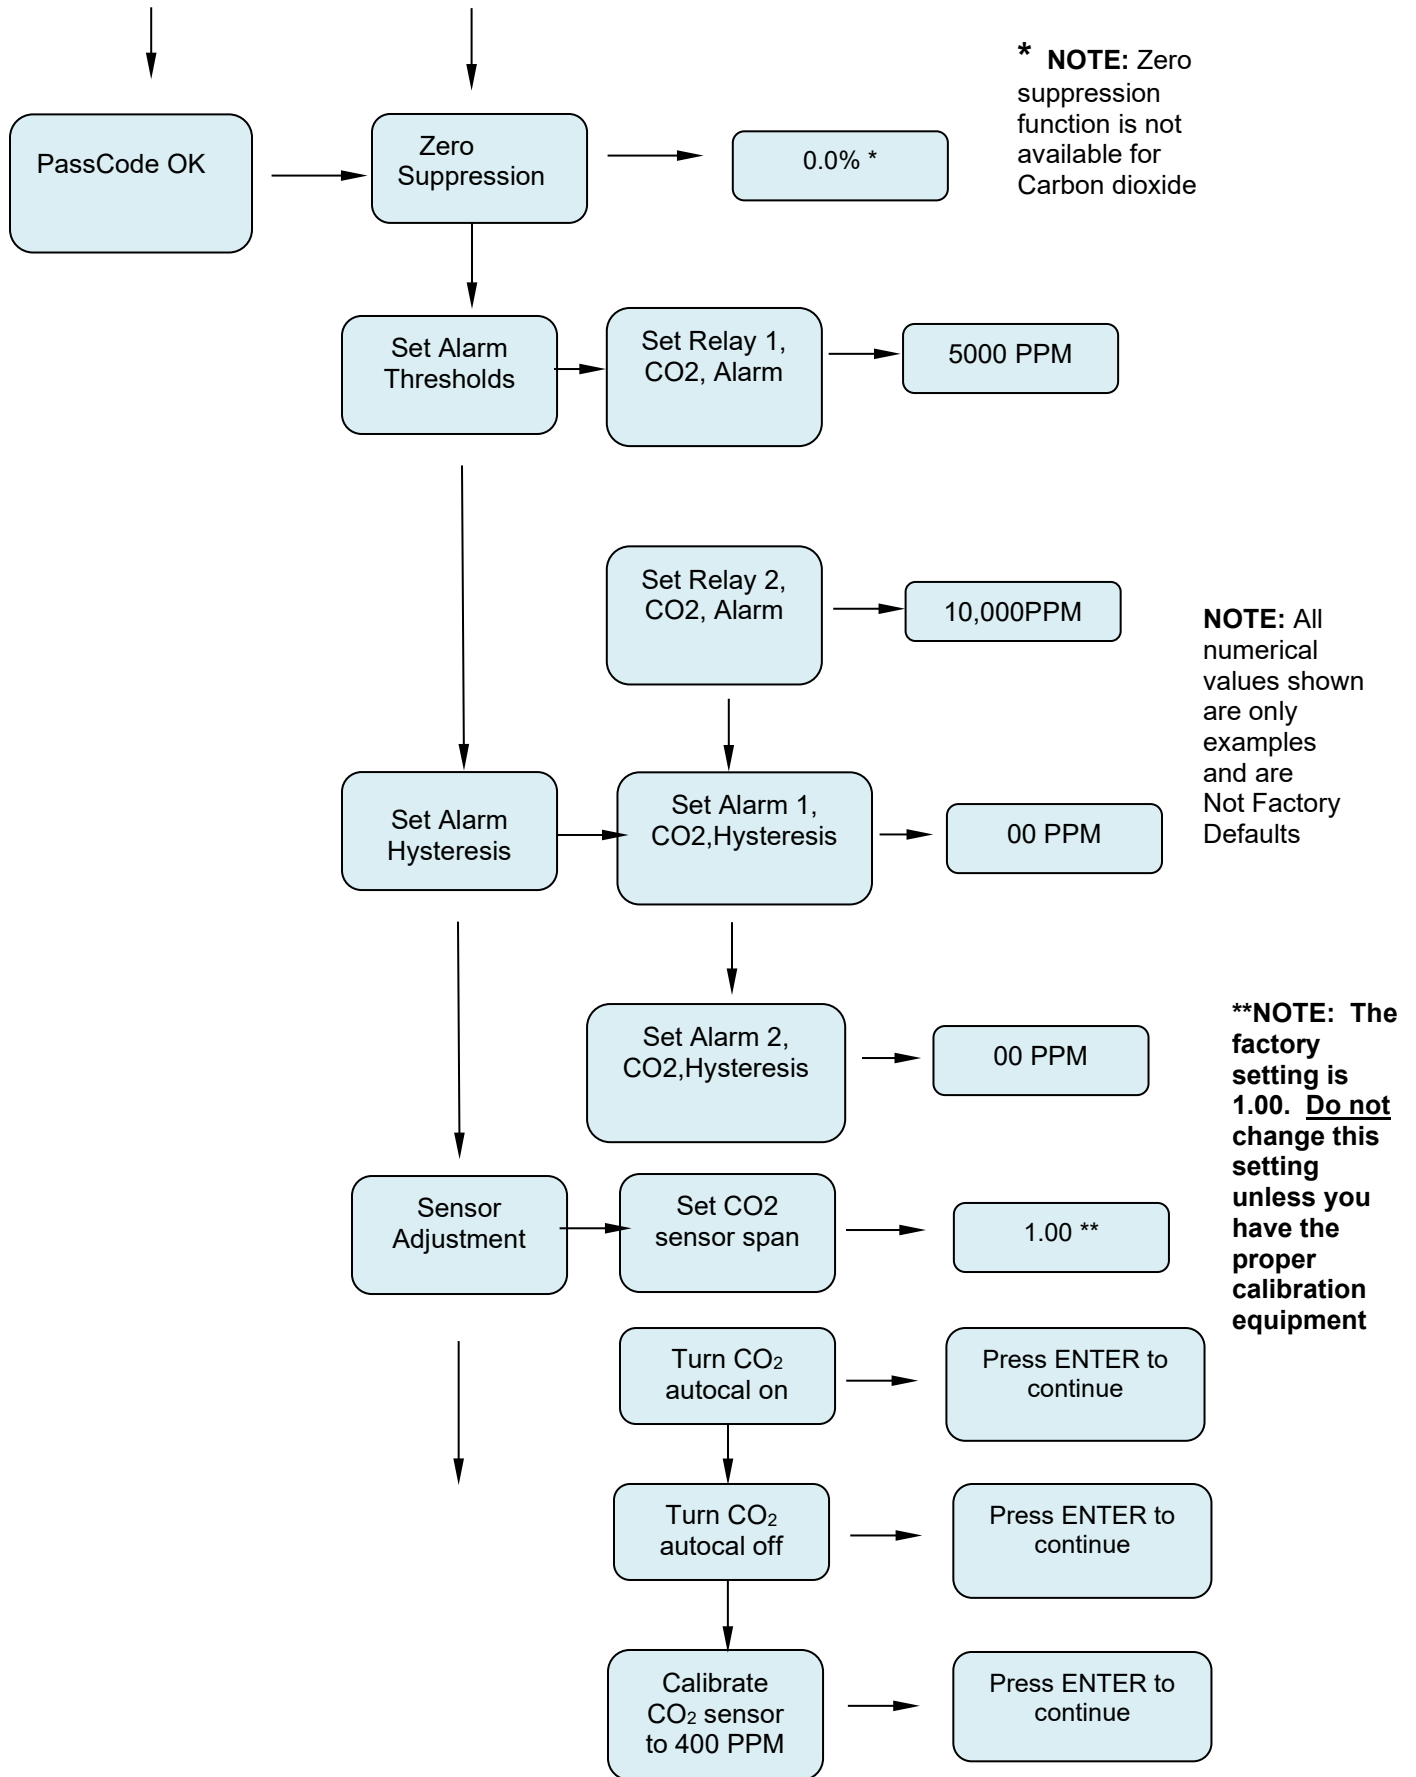 * NOTE: Zero
suppression
function is not
available for
Carbon dioxide
PassCode OK
Zero
Suppression
0.0% *
Set Alarm
Thresholds
Set Relay 1,
CO2, Alarm
5000 PPM
Set Relay 2,
CO2, Alarm
10,000PPM
NOTE: All
numerical
values shown
are only
examples
and are
Not Factory
Defaults
Set Alarm
Hysteresis
Set Alarm 1,
CO2,Hysteresis
00 PPM
Set Alarm 2,
CO2,Hysteresis
00 PPM
**NOTE: The
factory
setting is
1.00. Do not
change this
setting
unless you
have the
proper
calibration
equipment
Sensor
Adjustment
Set CO2
sensor span
1.00 **
Turn CO₂
autocal on
Press ENTER to
continue
Turn CO₂
autocal off
Press ENTER to
continue
Calibrate
CO₂ sensor
to 400 PPM
Press ENTER to
continue